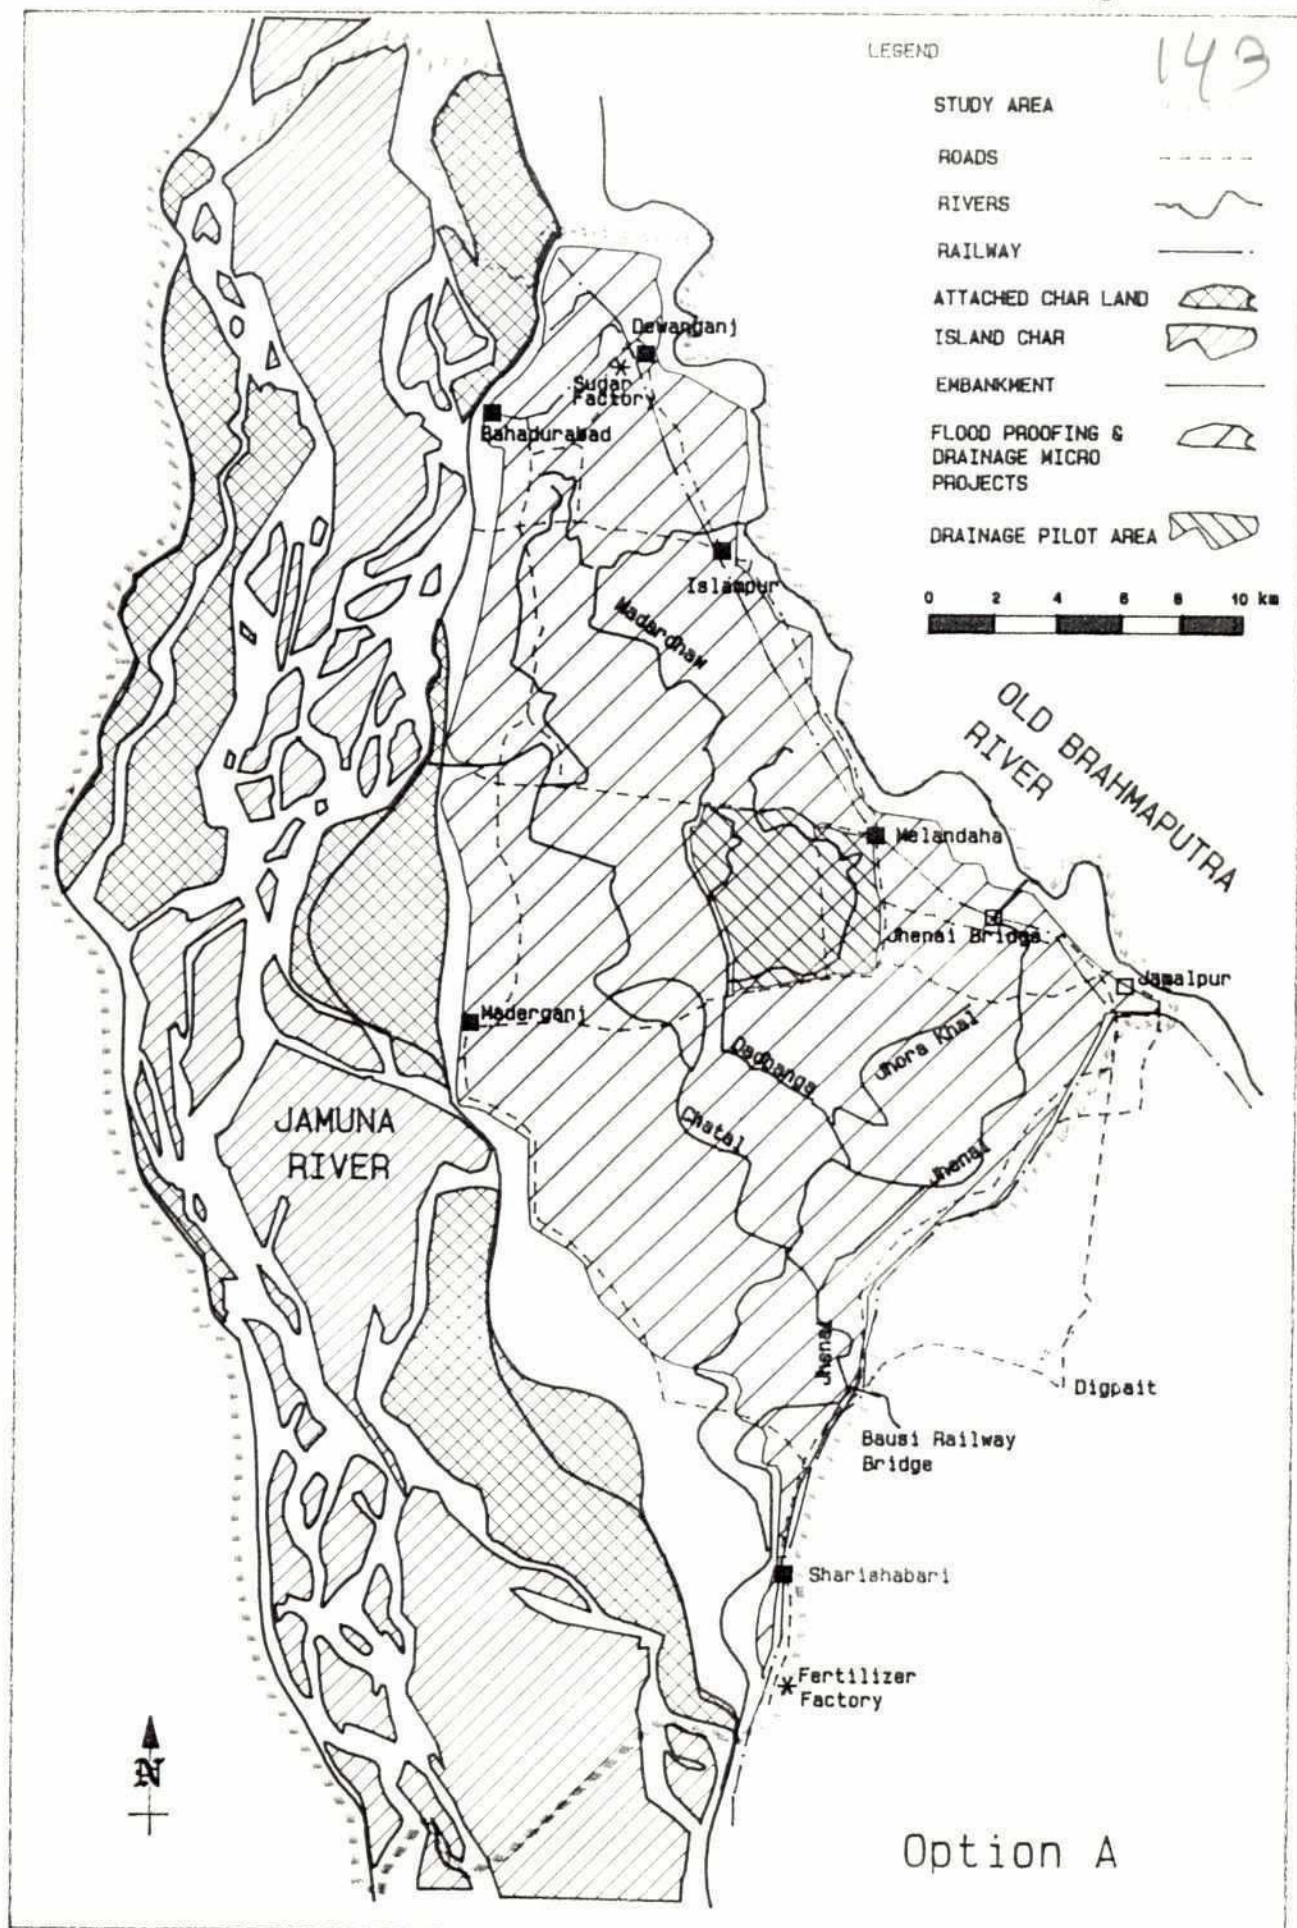 143
LEGEND
STUDY AREA
ROADS
RIVERS
RAILWAY
ATTACHED CHAR LAND
ISLAND CHAR
EMBANKMENT
FLOOD PROOFING &
DRAINAGE MICRO
PROJECTS
DRAINAGE PILOT AREA
0 2 4 6 8 10 km
Dewanganj
Sugar
Factory
Bahadurabad
Islampur
Madardhaw
OLD BRAHMAPUTRA
RIVER
Melandaha
Jhenai Bridge
Jamalpur
Maderganj
Dadbanga
Jhora Khal
Chatal
Jhenai
JAMUNA
RIVER
Jhenai
Digpait
Bausi Railway
Bridge
Sharishabari
Fertilizer
Factory
N
Option A